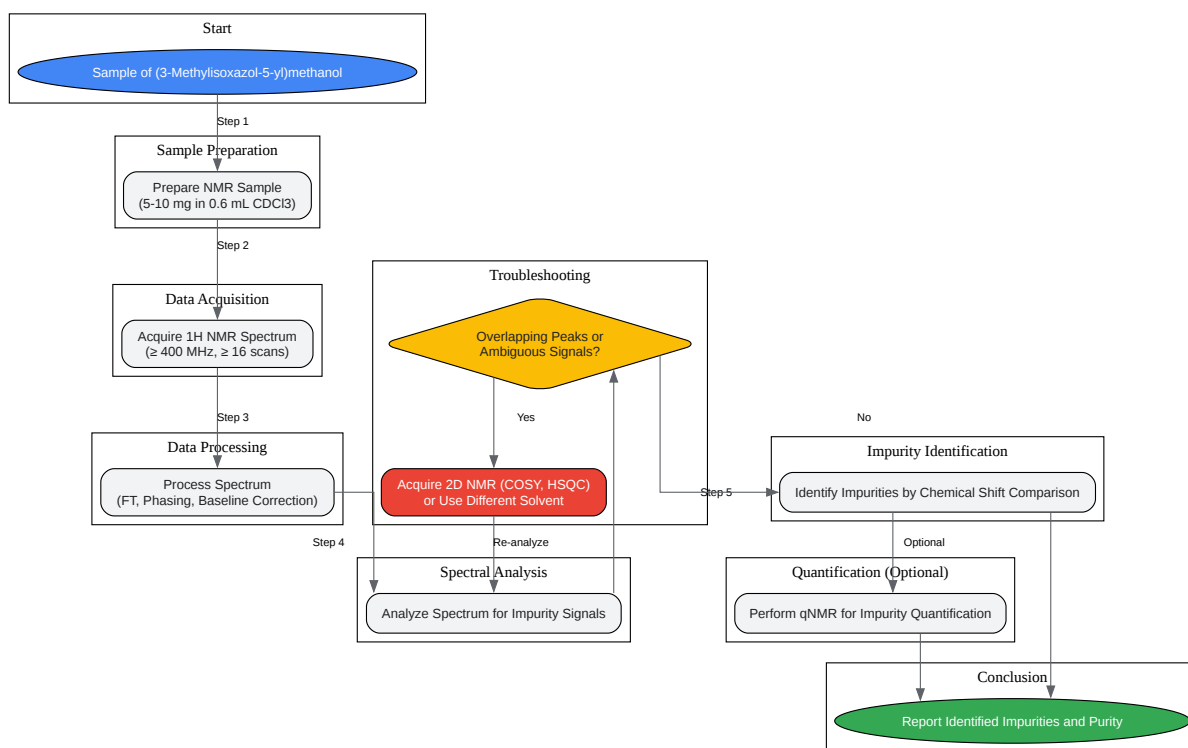 Start
Sample of (3-Methylisoxazol-5-yl)methanol
Step 1
Sample Preparation
Prepare NMR Sample
(5-10 mg in 0.6 mL CDCl3)
Step 2
Data Acquisition
Acquire 1H NMR Spectrum
(≥ 400 MHz, ≥ 16 scans)
Step 3
Data Processing
Process Spectrum
(FT, Phasing, Baseline Correction)
Step 4
Troubleshooting
Overlapping Peaks or
Ambiguous Signals?
Yes
No
Acquire 2D NMR (COSY, HSQC)
or Use Different Solvent
Re-analyze
Spectral Analysis
Analyze Spectrum for Impurity Signals
Step 5
Impurity Identification
Identify Impurities by Chemical Shift Comparison
Optional
Quantification (Optional)
Perform qNMR for Impurity Quantification
Conclusion
Report Identified Impurities and Purity